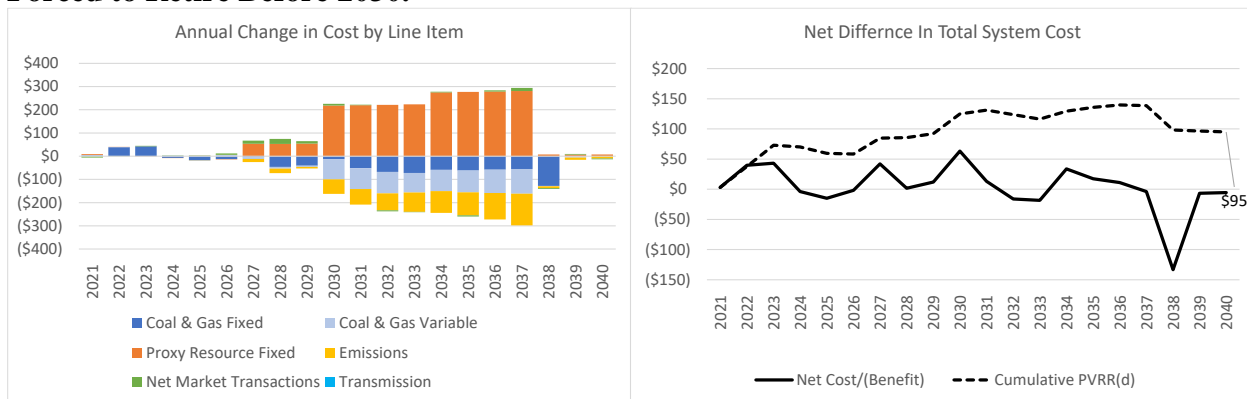 Forced to Retire Before 2030.
Annual Change in Cost by Line Item
$400
$300
$200
$100
$0
($100)
($200)
($300)
($400)
2021 2022 2023 2024 2025 2026 2027 2028 2029 2030 2031 2032 2033 2034 2035 2036 2037 2038 2039 2040
Coal & Gas Fixed Coal & Gas Variable
Proxy Resource Fixed Emissions
Net Market Transactions Transmission
Net Differnce In Total System Cost
$200
$150
$100
$50
$0
($50)
($100)
($150)
$95
2021 2022 2023 2024 2025 2026 2027 2028 2029 2030 2031 2032 2033 2034 2035 2036 2037 2038 2039 2040
Net Cost/(Benefit) Cumulative PVRR(d)